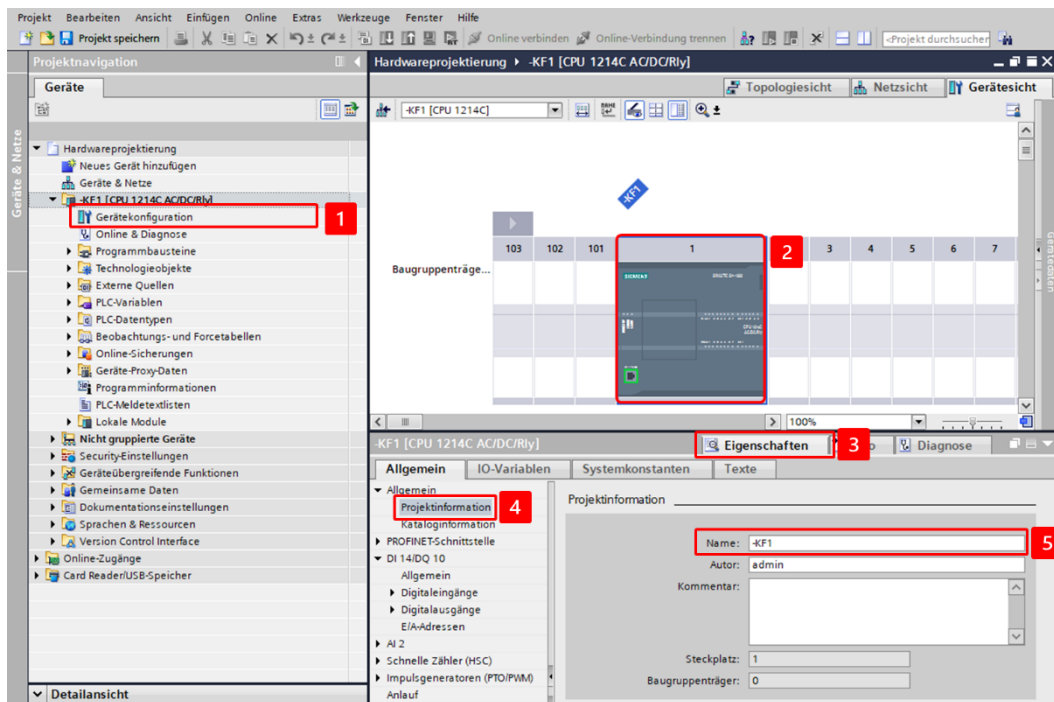 Projekt Bearbeiten Ansicht Einfügen Online Extras Werkzeuge Fenster Hilfe
Projekt speichern Online verbinden Online-Verbindung trennen <Projekt durchsuchen
Projektnavigation
Geräte
Geräte & Netze
Hardwareprojektierung
Neues Gerät hinzufügen
Geräte & Netze
-KF1 [CPU 1214C AC/DC/Rly]
Gerätekonfiguration
1
Online & Diagnose
Programmbausteine
Technologieobjekte
Externe Quellen
PLC-Variablen
PLC-Datentypen
Beobachtungs- und Forcetabellen
Online-Sicherungen
Geräte-Proxy-Daten
Programminformationen
PLC-Meldetextlisten
Lokale Module
Nicht gruppierte Geräte
Security-Einstellungen
Geräteübergreifende Funktionen
Gemeinsame Daten
Dokumentationseinstellungen
Sprachen & Ressourcen
Version Control Interface
Online-Zugänge
Card Reader/USB-Speicher
Detailansicht
Hardwareprojektierung -KF1 [CPU 1214C AC/DC/Rly]
Topologiesicht Netzsicht Gerätesicht
-KF1 [CPU 1214C]
-KF1
103 102 101 1 2 3 4 5 6 7
Baugruppenträge...
SIEMENS
Gerätedaten
100%
-KF1 [CPU 1214C AC/DC/Rly]
Eigenschaften 3 Diagnose
Allgemein IO-Variablen Systemkonstanten Texte
Allgemein
Projektinformation
4
Kataloginformation
PROFINET-Schnittstelle
DI 14/DQ 10
Allgemein
Digitaleingänge
Digitalausgänge
E/A-Adressen
AI 2
Schnelle Zähler (HSC)
Impulsgeneratoren (PTO/PWM)
Anlauf
Projektinformation
Name: -KF1
5
Autor: admin
Kommentar:
Steckplatz: 1
Baugruppenträger: 0